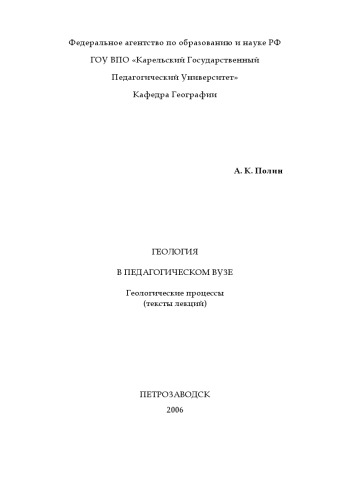 Федеральное агентство по образованию и науке РФ
ГОУ ВПО «Карельский Государственный
Педагогический Университет»
Кафедра Географии
А. К. Полин
ГЕОЛОГИЯ
В ПЕДАГОГИЧЕСКОМ ВУЗЕ
Геологические процессы
(тексты лекций)
ПЕТРОЗАВОДСК
2006